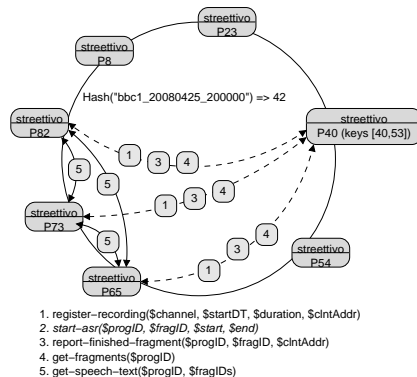 streettivo
P23
streettivo
P8
Hash("bbc1_20080425_200000") => 42
streettivo
P82
streettivo
P40 (keys [40,53])
1
3
4
5
5
4
3
1
streettivo
P73
5
4
3
1
streettivo
P54
streettivo
P65
1. register-recording($channel, $startDT, $duration, $clntAddr)
2. start-asr($progID, $fragID, $start, $end)
3. report-finished-fragment($progID, $fragID, $clntAddr)
4. get-fragments($progID)
5. get-speech-text($progID, $fragIDs)